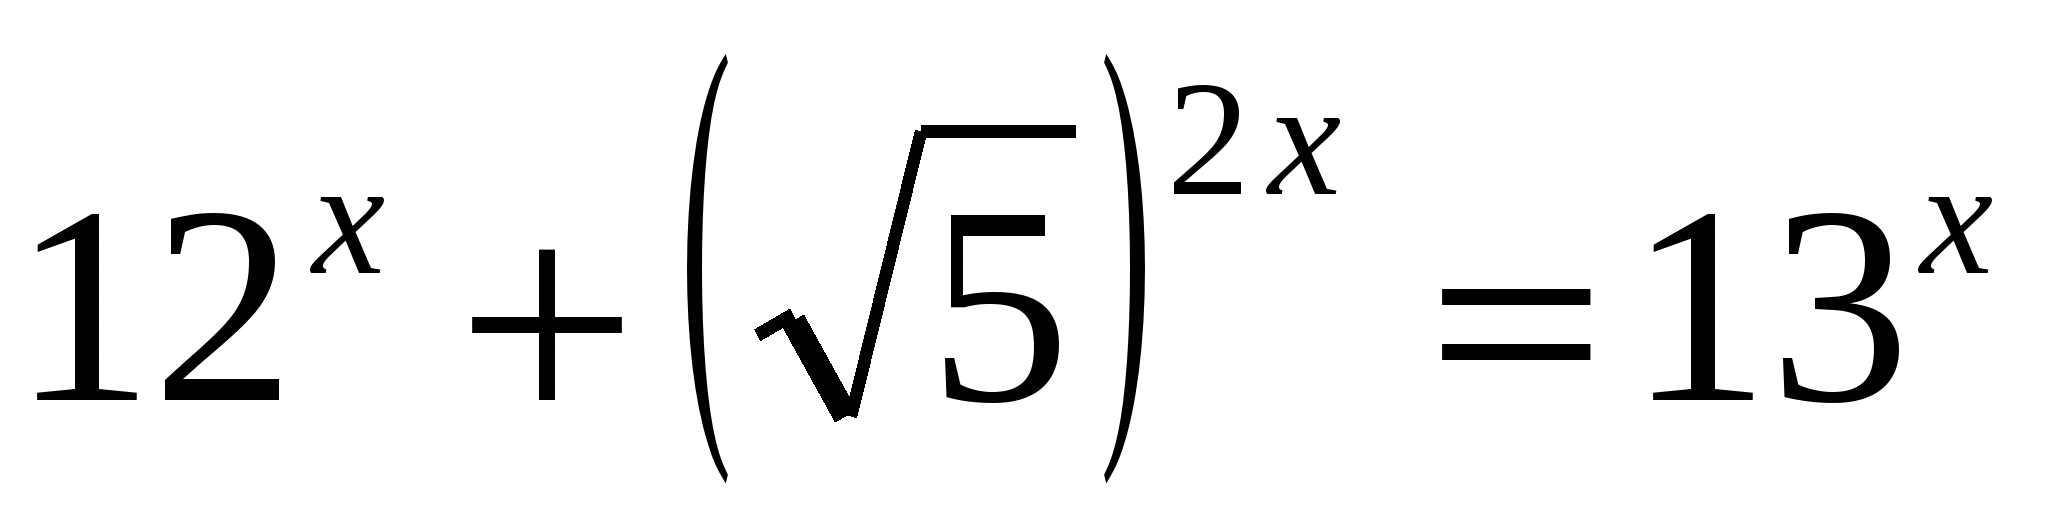 12^x + (√5)^{2x} = 13^x